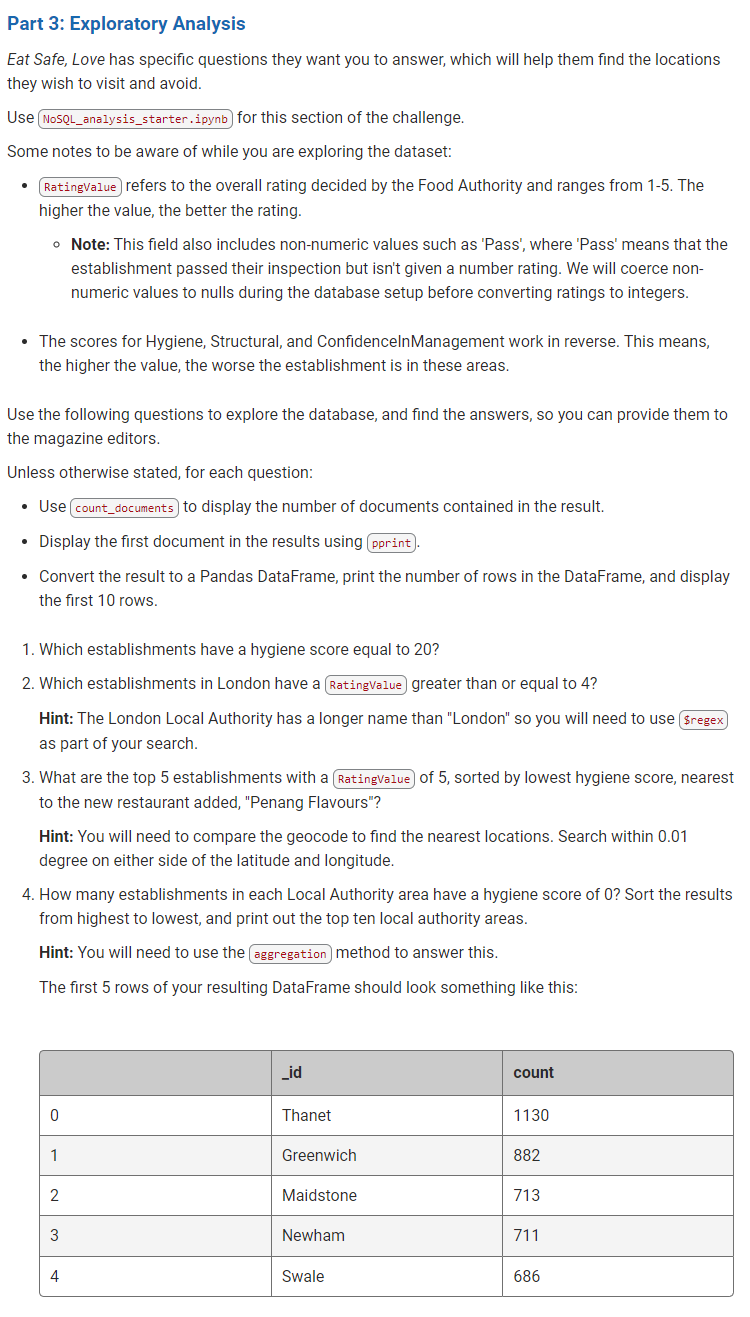 Part 3: Exploratory Analysis
Eat Safe, Love has specific questions they want you to answer, which will help them find the locations
they wish to visit and avoid.
Use NoSQL_analysis_starter.ipynb for this section of the challenge.
Some notes to be aware of while you are exploring the dataset:
• RatingValue refers to the overall rating decided by the Food Authority and ranges from 1-5. The
higher the value, the better the rating.
◦ Note: This field also includes non-numeric values such as 'Pass', where 'Pass' means that the
establishment passed their inspection but isn't given a number rating. We will coerce non-
numeric values to nulls during the database setup before converting ratings to integers.
• The scores for Hygiene, Structural, and ConfidenceInManagement work in reverse. This means,
the higher the value, the worse the establishment is in these areas.
Use the following questions to explore the database, and find the answers, so you can provide them to
the magazine editors.
Unless otherwise stated, for each question:
• Use count_documents to display the number of documents contained in the result.
• Display the first document in the results using pprint.
• Convert the result to a Pandas DataFrame, print the number of rows in the DataFrame, and display
the first 10 rows.
1. Which establishments have a hygiene score equal to 20?
2. Which establishments in London have a RatingValue greater than or equal to 4?
Hint: The London Local Authority has a longer name than "London" so you will need to use $regex
as part of your search.
3. What are the top 5 establishments with a RatingValue of 5, sorted by lowest hygiene score, nearest
to the new restaurant added, "Penang Flavours"?
Hint: You will need to compare the geocode to find the nearest locations. Search within 0.01
degree on either side of the latitude and longitude.
4. How many establishments in each Local Authority area have a hygiene score of 0? Sort the results
from highest to lowest, and print out the top ten local authority areas.
Hint: You will need to use the aggregation method to answer this.
The first 5 rows of your resulting DataFrame should look something like this:
_id count
0 Thanet 1130
1 Greenwich 882
2 Maidstone 713
3 Newham 711
4 Swale 686